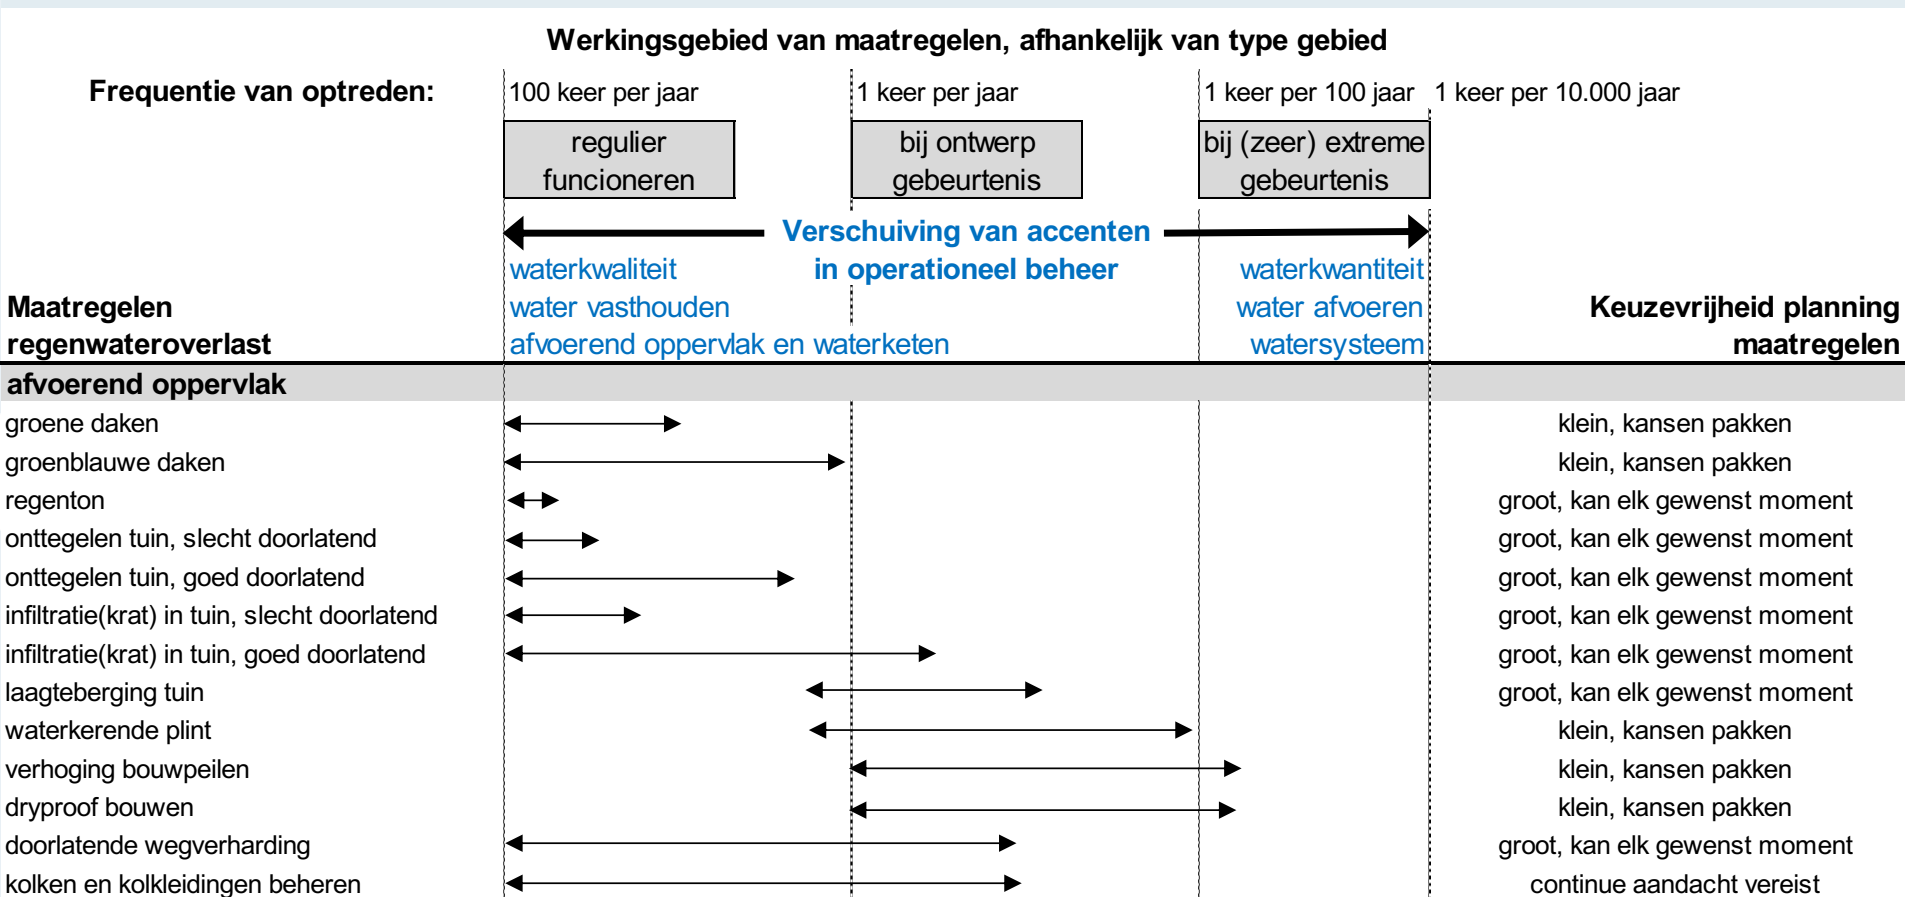 Werkingsgebied van maatregelen, afhankelijk van type gebied
Frequentie van optreden: 100 keer per jaar 1 keer per jaar 1 keer per 100 jaar 1 keer per 10.000 jaar
regulier bij ontwerp bij (zeer) extreme
funcioneren gebeurtenis gebeurtenis
Verschuiving van accenten
waterkwaliteit in operationeel beheer waterkwantiteit
Maatregelen water vasthouden water afvoeren Keuzevrijheid planning
regenwateroverlast afvoerend oppervlak en waterketen watersysteem maatregelen
afvoerend oppervlak
groene daken klein, kansen pakken
groenblauwe daken klein, kansen pakken
regenton groot, kan elk gewenst moment
onttegelen tuin, slecht doorlatend groot, kan elk gewenst moment
onttegelen tuin, goed doorlatend groot, kan elk gewenst moment
infiltratie(krat) in tuin, slecht doorlatend groot, kan elk gewenst moment
infiltratie(krat) in tuin, goed doorlatend groot, kan elk gewenst moment
laagteberging tuin groot, kan elk gewenst moment
waterkerende plint klein, kansen pakken
verhoging bouwpeilen klein, kansen pakken
dryproof bouwen klein, kansen pakken
doorlatende wegverharding groot, kan elk gewenst moment
kolken en kolkleidingen beheren continue aandacht vereist